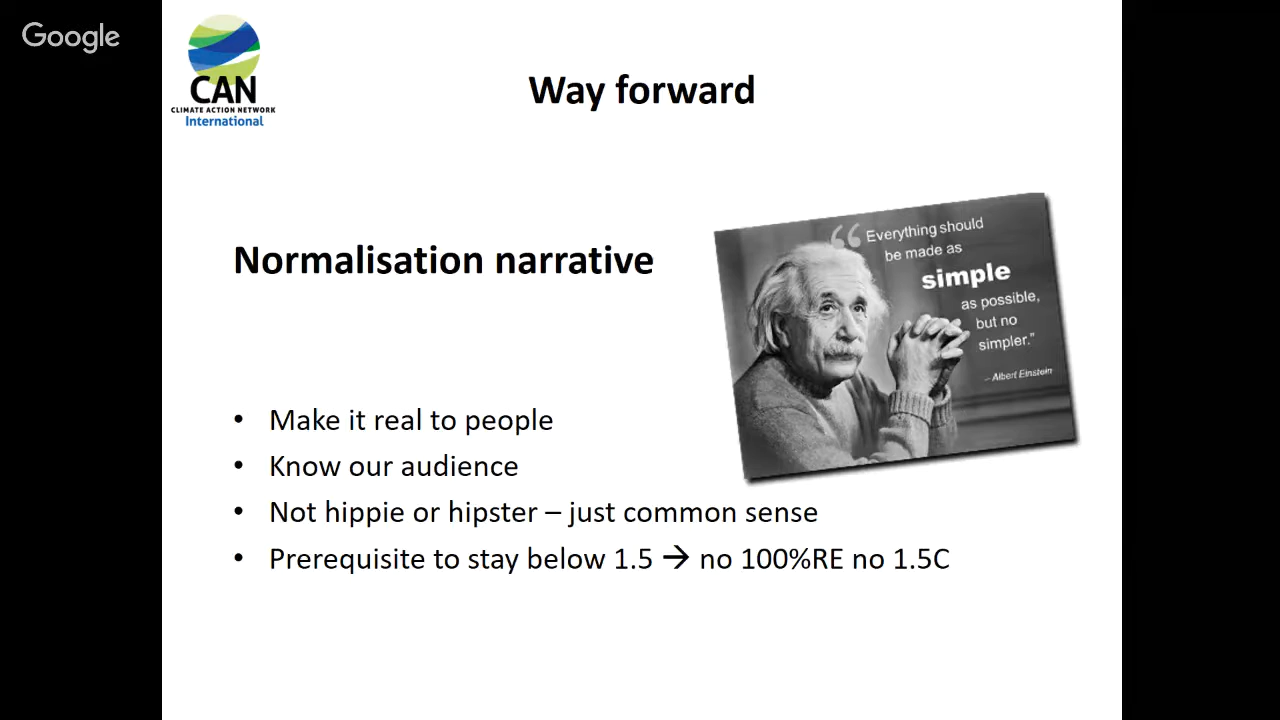 Google
CAN
CLIMATE ACTION NETWORK
International
Way forward
Normalisation narrative
“Everything should
be made as
simple
as possible,
but no
simpler.”
– Albert Einstein
• Make it real to people
• Know our audience
• Not hippie or hipster – just common sense
• Prerequisite to stay below 1.5 → no 100%RE no 1.5C